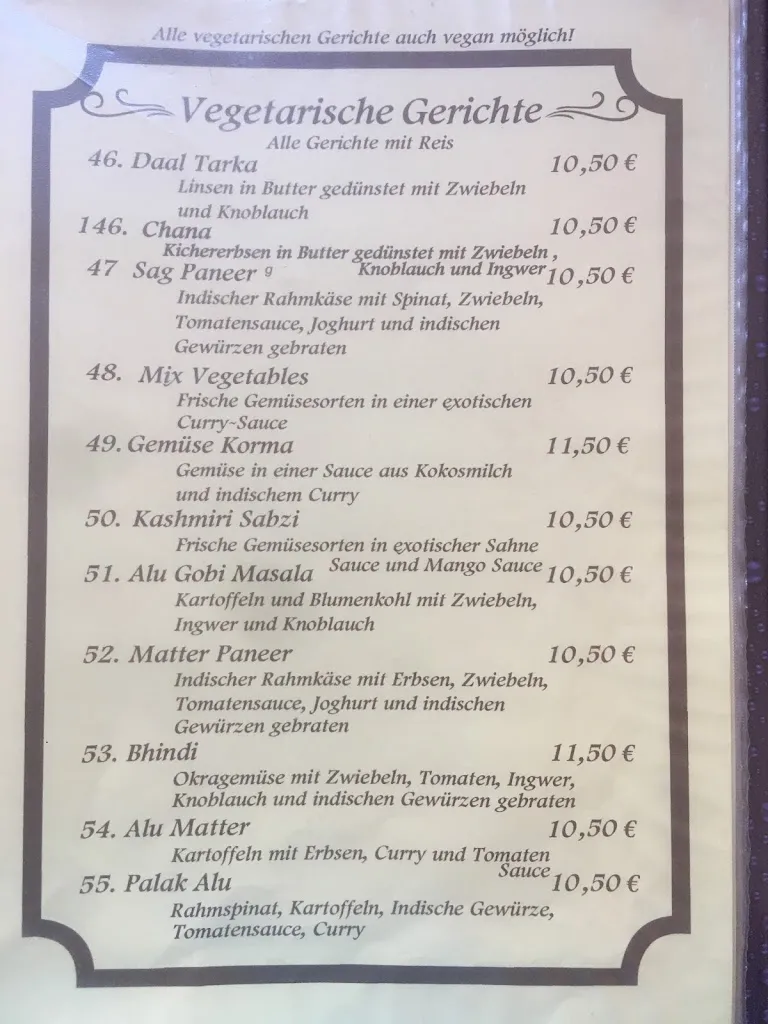 Alle vegetarischen Gerichte auch vegan möglich!
Vegetarische Gerichte
Alle Gerichte mit Reis
46. Daal Tarka 10,50 €
Linsen in Butter gedünstet mit Zwiebeln
und Knoblauch
146. Chana 10,50 €
Kichererbsen in Butter gedünstet mit Zwiebeln ,
Knoblauch und Ingwer
47 Sag Paneer g 10,50 €
Indischer Rahmkäse mit Spinat, Zwiebeln,
Tomatensauce, Joghurt und indischen
Gewürzen gebraten
48. Mix Vegetables 10,50 €
Frische Gemüsesorten in einer exotischen
Curry-Sauce
49. Gemüse Korma 11,50 €
Gemüse in einer Sauce aus Kokosmilch
und indischem Curry
50. Kashmiri Sabzi 10,50 €
Frische Gemüsesorten in exotischer Sahne
Sauce und Mango Sauce
51. Alu Gobi Masala 10,50 €
Kartoffeln und Blumenkohl mit Zwiebeln,
Ingwer und Knoblauch
52. Matter Paneer 10,50 €
Indischer Rahmkäse mit Erbsen, Zwiebeln,
Tomatensauce, Joghurt und indischen
Gewürzen gebraten
53. Bhindi 11,50 €
Okragemüse mit Zwiebeln, Tomaten, Ingwer,
Knoblauch und indischen Gewürzen gebraten
54. Alu Matter 10,50 €
Kartoffeln mit Erbsen, Curry und Tomaten
Sauce
55. Palak Alu 10,50 €
Rahmspinat, Kartoffeln, Indische Gewürze,
Tomatensauce, Curry